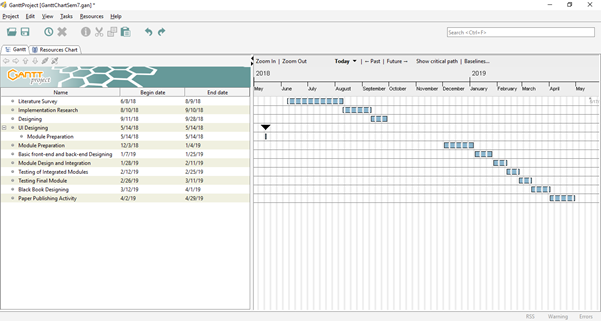 GanttProject [GanttChartSem7.gan] *
Project Edit View Tasks Resources Help
Search <Ctrl+F>
Gantt Resources Chart
GANTT project
Zoom In | Zoom Out Today ▾ | ← Past | Future → Show critical path | Baselines...
2018 2019
Name Begin date End date
May June July August September October November December January February March April May
Literature Survey 6/8/18 8/9/18
Implementation Research 8/10/18 9/10/18
Designing 9/11/18 9/28/18
UI Designing 5/14/18 5/14/18
Module Preparation 5/14/18 5/14/18
Module Preparation 12/3/18 1/4/19
Basic front-end and back-end Designing 1/7/19 1/25/19
Module Design and Integration 1/28/19 2/11/19
Testing of Integrated Modules 2/12/19 2/25/19
Testing Final Module 2/26/19 3/11/19
Black Book Designing 3/12/19 4/1/19
Paper Publishing Activity 4/2/19 4/29/19
RSS Warning Errors